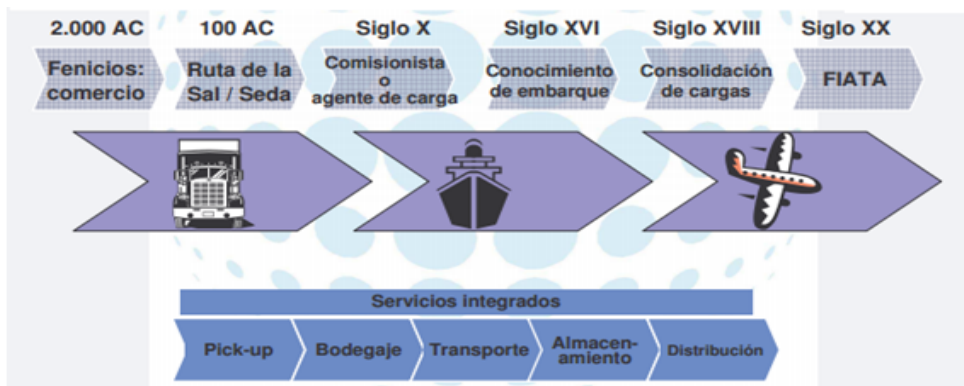 2.000 AC
100 AC
Siglo X
Siglo XVI
Siglo XVIII
Siglo XX
Fenicios:
comercio
Ruta de la
Sal / Seda
Comisionista
o
agente de carga
Conocimiento
de embarque
Consolidación
de cargas
FIATA
Servicios integrados
Pick-up
Bodegaje
Transporte
Almacen-
amiento
Distribución